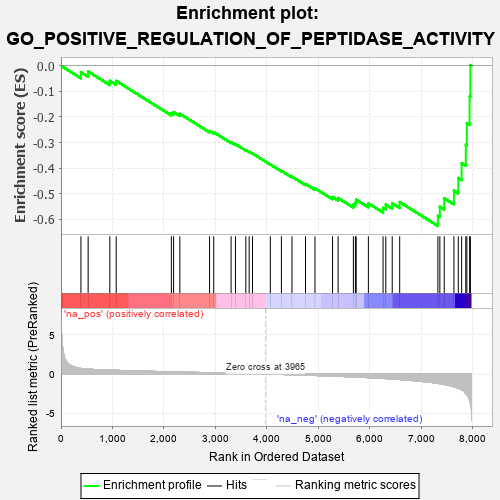 Enrichment plot:
GO_POSITIVE_REGULATION_OF_PEPTIDASE_ACTIVITY
Enrichment score (ES)
0.0
-0.1
-0.2
-0.3
-0.4
-0.5
-0.6
'na_pos' (positively correlated)
Ranked list metric (PreRanked)
5
0
-5
Zero cross at 3965
'na_neg' (negatively correlated)
0
1,000
2,000
3,000
4,000
5,000
6,000
7,000
8,000
Rank in Ordered Dataset
Enrichment profile
Hits
Ranking metric scores